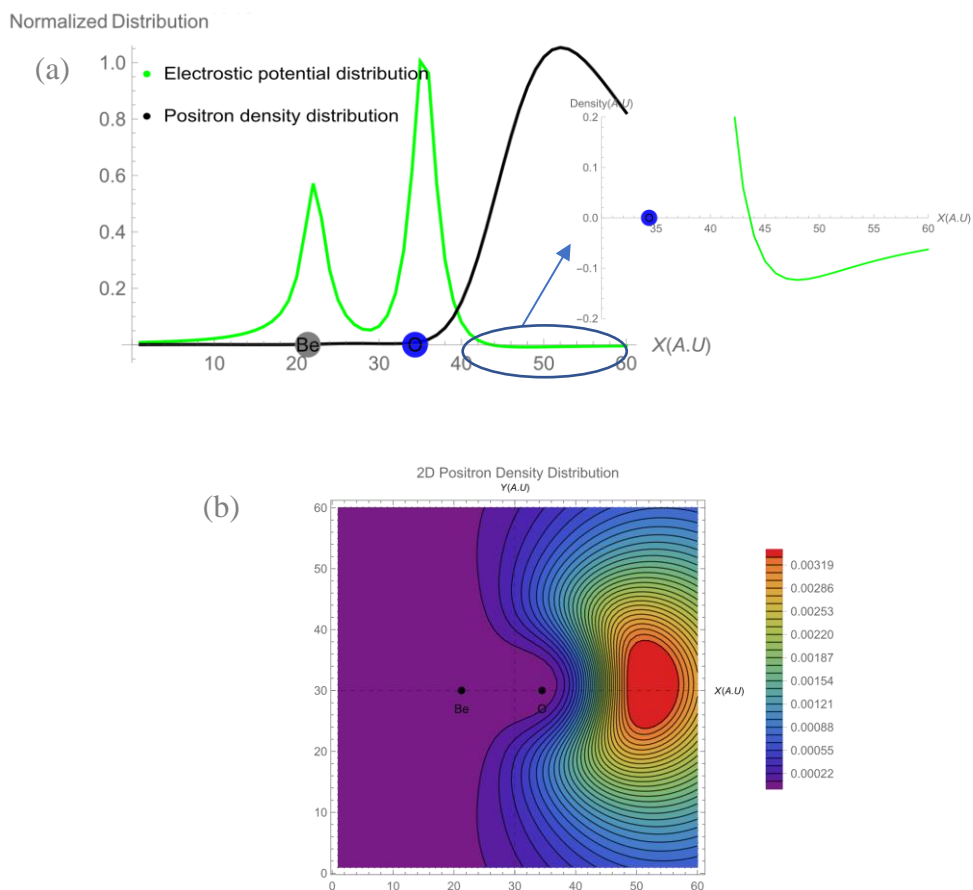 Normalized Distribution
(a)
Electrostic potential distribution
Positron density distribution
1.0
0.8
0.6
0.4
0.2
Be
O
10 20 30 40 50 60
X(A.U)
Density(A.U)
0.2
0.1
0.0
-0.1
-0.2
O
35 40 45 50 55 60
X(A.U)
(b)
2D Positron Density Distribution
Y(A.U)
60
50
40
30
20
10
0
Be
O
X(A.U)
0 10 20 30 40 50 60
0.00319
0.00286
0.00253
0.00220
0.00187
0.00154
0.00121
0.00088
0.00055
0.00022